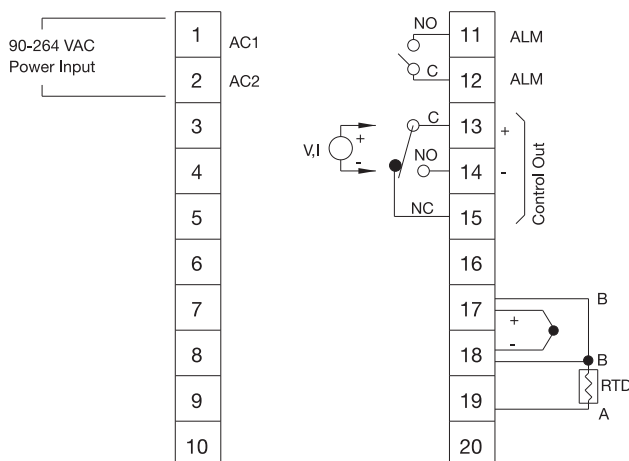 90-264 VAC
Power Input
1
AC1
2
AC2
3
4
5
6
7
8
9
10
NO
11
ALM
C
12
ALM
C
13
+
V,I
+
-
NO
14
-
Control Out
NC
15
16
17
B
+
-
18
B
RTD
19
A
20